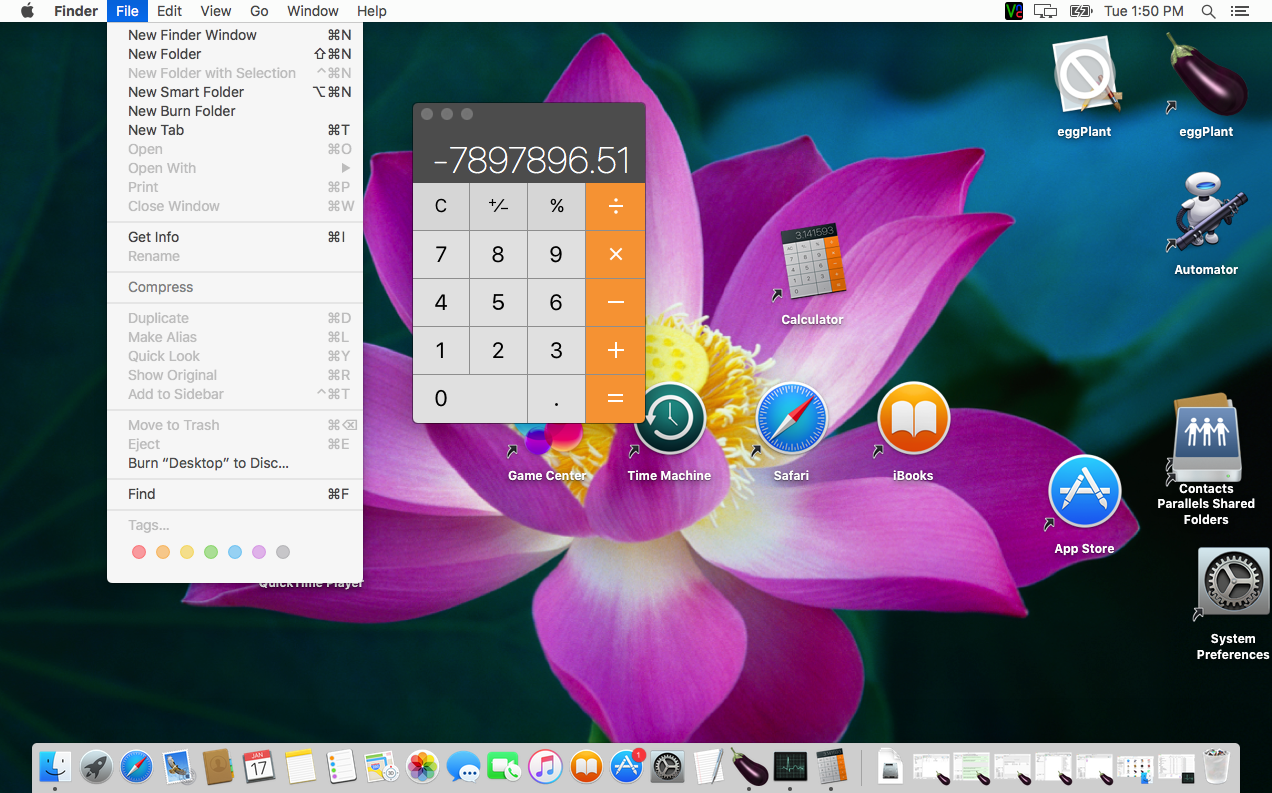 Finder File Edit View Go Window Help
Tue 1:50 PM
New Finder Window ⌘N
New Folder ⇧⌘N
New Folder with Selection ^⌘N
New Smart Folder ⌥⌘N
New Burn Folder
New Tab ⌘T
Open ⌘O
Open With ▶
Print ⌘P
Close Window ⌘W
Get Info ⌘I
Rename
Compress
Duplicate ⌘D
Make Alias ⌘L
Quick Look ⌘Y
Show Original ⌘R
Add to Sidebar ^⌘T
Move to Trash ⌘⌫
Eject ⌘E
Burn “Desktop” to Disc...
Find ⌘F
Tags...
QuickTime Player
-7897896.51
C +/- % ÷
7 8 9 ×
4 5 6 −
1 2 3 +
0 . =
eggPlant
eggPlant
Automator
3.141593
Calculator
Game Center
Time Machine
Safari
iBooks
Contacts
Parallels Shared
Folders
App Store
System
Preferences
JAN
17
1